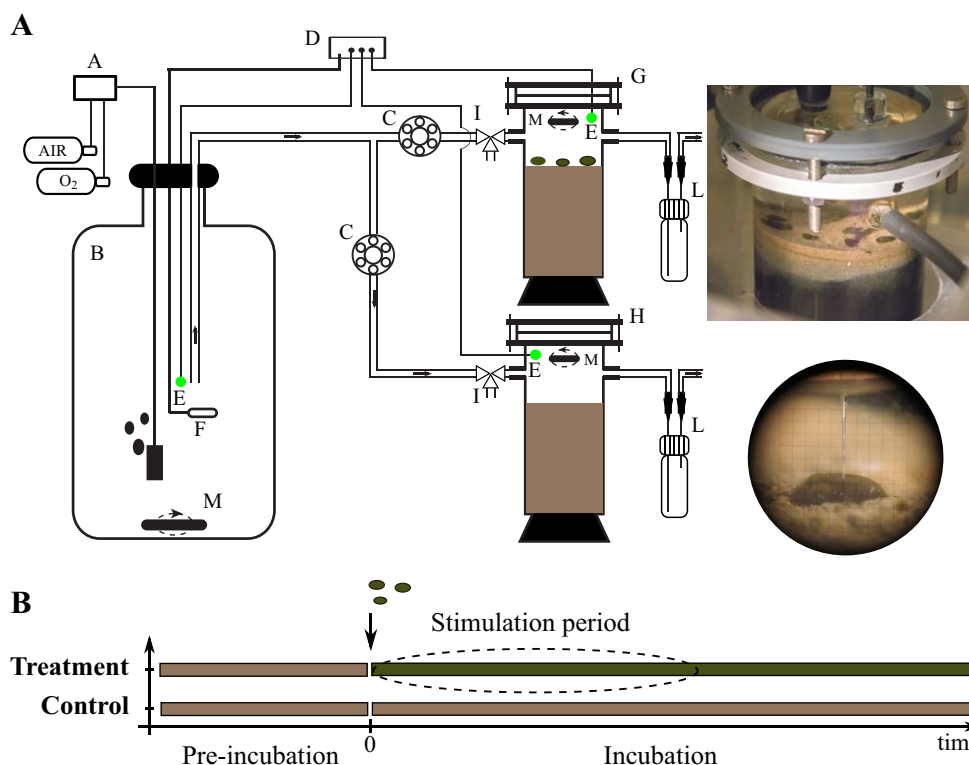 A
D
A
G
C
I
M
E
AIR
O₂
L
B
C
H
E
M
I
E
F
L
M
B
Stimulation period
Treatment
Control
0
tim
Pre-incubation
Incubation